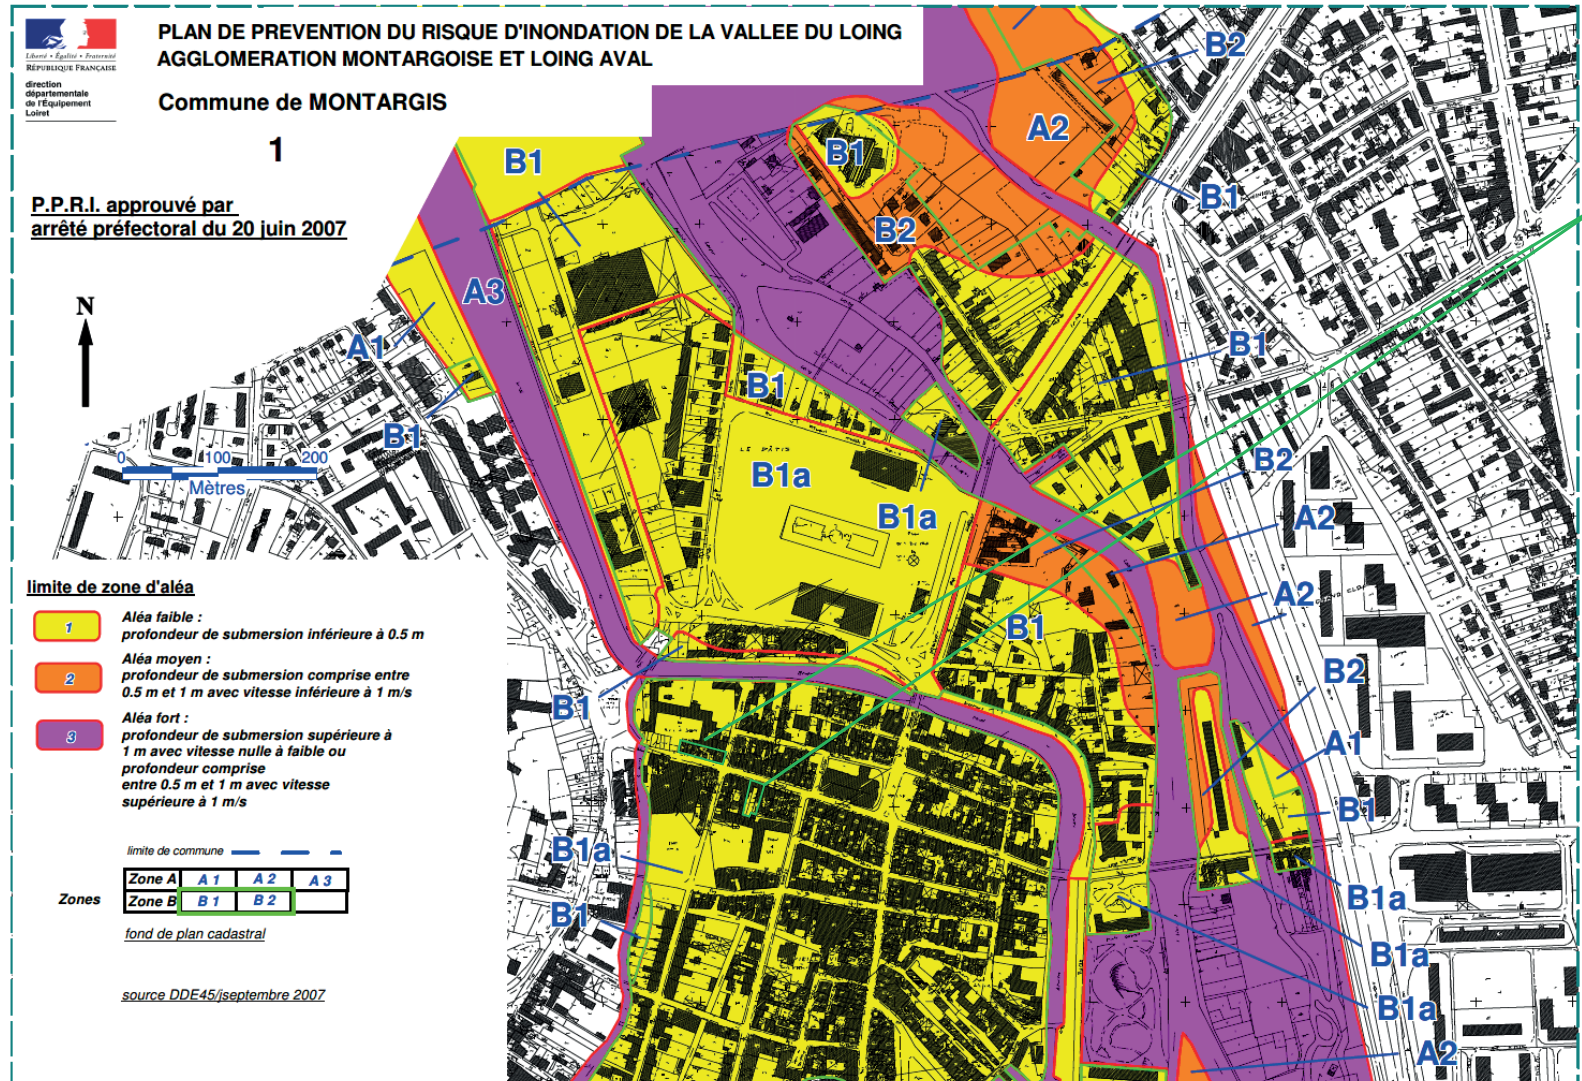 PLAN DE PREVENTION DU RISQUE D'INONDATION DE LA VALLEE DU LOING
AGGLOMERATION MONTARGOISE ET LOING AVAL
Liberté • Égalité • Fraternité
RÉPUBLIQUE FRANÇAISE
direction
départementale
de l'Équipement
Loiret
Commune de MONTARGIS
1
P.P.R.I. approuvé par
arrêté préfectoral du 20 juin 2007
N
0 100 200
Mètres
B2
A2
B1
B1
B1
B2
A3
A1
B1
B1
B1
B1a
B2
B1a
A2
A2
B1
B2
B1
A1
B1
B1a
B1a
B1
B1a
B1a
A2
LE PÂTIS
limite de zone d'aléa
1
Aléa faible :
profondeur de submersion inférieure à 0.5 m
2
Aléa moyen :
profondeur de submersion comprise entre
0.5 m et 1 m avec vitesse inférieure à 1 m/s
3
Aléa fort :
profondeur de submersion supérieure à
1 m avec vitesse nulle à faible ou
profondeur comprise
entre 0.5 m et 1 m avec vitesse
supérieure à 1 m/s
limite de commune
Zones
Zone A A 1 A 2 A 3
Zone B B 1 B 2
fond de plan cadastral
source DDE45/jseptembre 2007